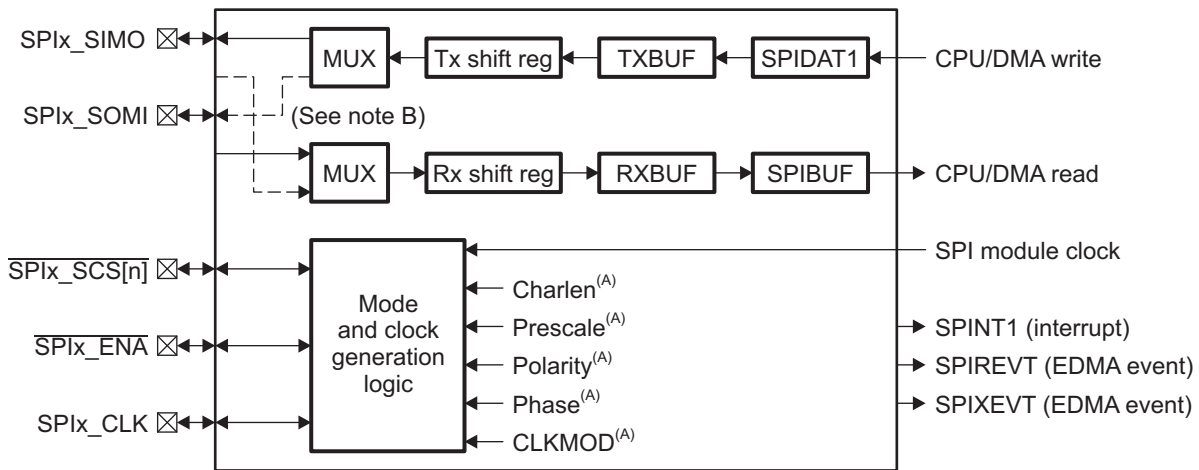 SPIx_SIMO
MUX
Tx shift reg
TXBUF
SPIDAT1
CPU/DMA write
SPIx_SOMI
(See note B)
MUX
Rx shift reg
RXBUF
SPIBUF
CPU/DMA read
SPI module clock
SPIx_SCS[n]
Charlen(A)
Mode
and clock
generation
logic
Prescale(A)
SPINT1 (interrupt)
SPIx_ENA
Polarity(A)
SPIREVT (EDMA event)
Phase(A)
SPIXEVT (EDMA event)
SPIx_CLK
CLKMOD(A)